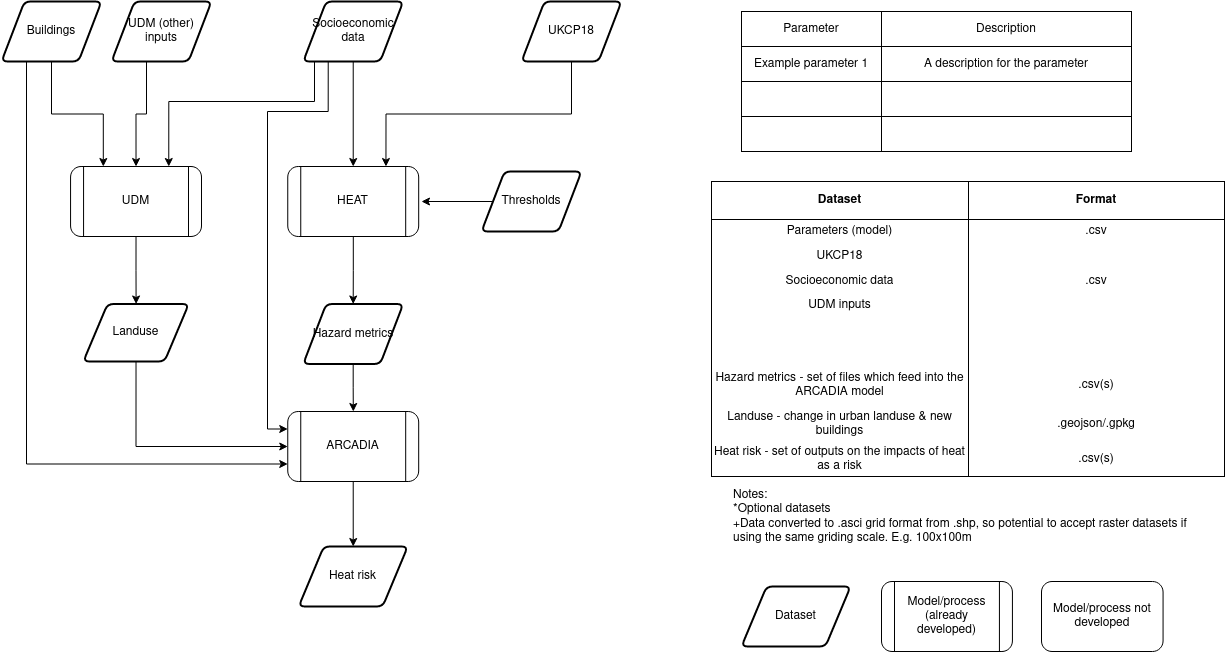 Buildings
UDM (other)
inputs
Socioeconomic
data
UKCP18
UDM
HEAT
Thresholds
Landuse
Hazard metrics
ARCADIA
Heat risk
Parameter Description
Example parameter 1 A description for the parameter
Dataset Format
Parameters (model) .csv
UKCP18
Socioeconomic data .csv
UDM inputs
Hazard metrics - set of files which feed into the
ARCADIA model
.csv(s)
Landuse - change in urban landuse & new
buildings
.geojson/.gpkg
Heat risk - set of outputs on the impacts of heat
as a risk
.csv(s)
Notes:
*Optional datasets
+Data converted to .asci grid format from .shp, so potential to accept raster datasets if
using the same griding scale. E.g. 100x100m
Dataset
Model/process
(already
developed)
Model/process not
developed